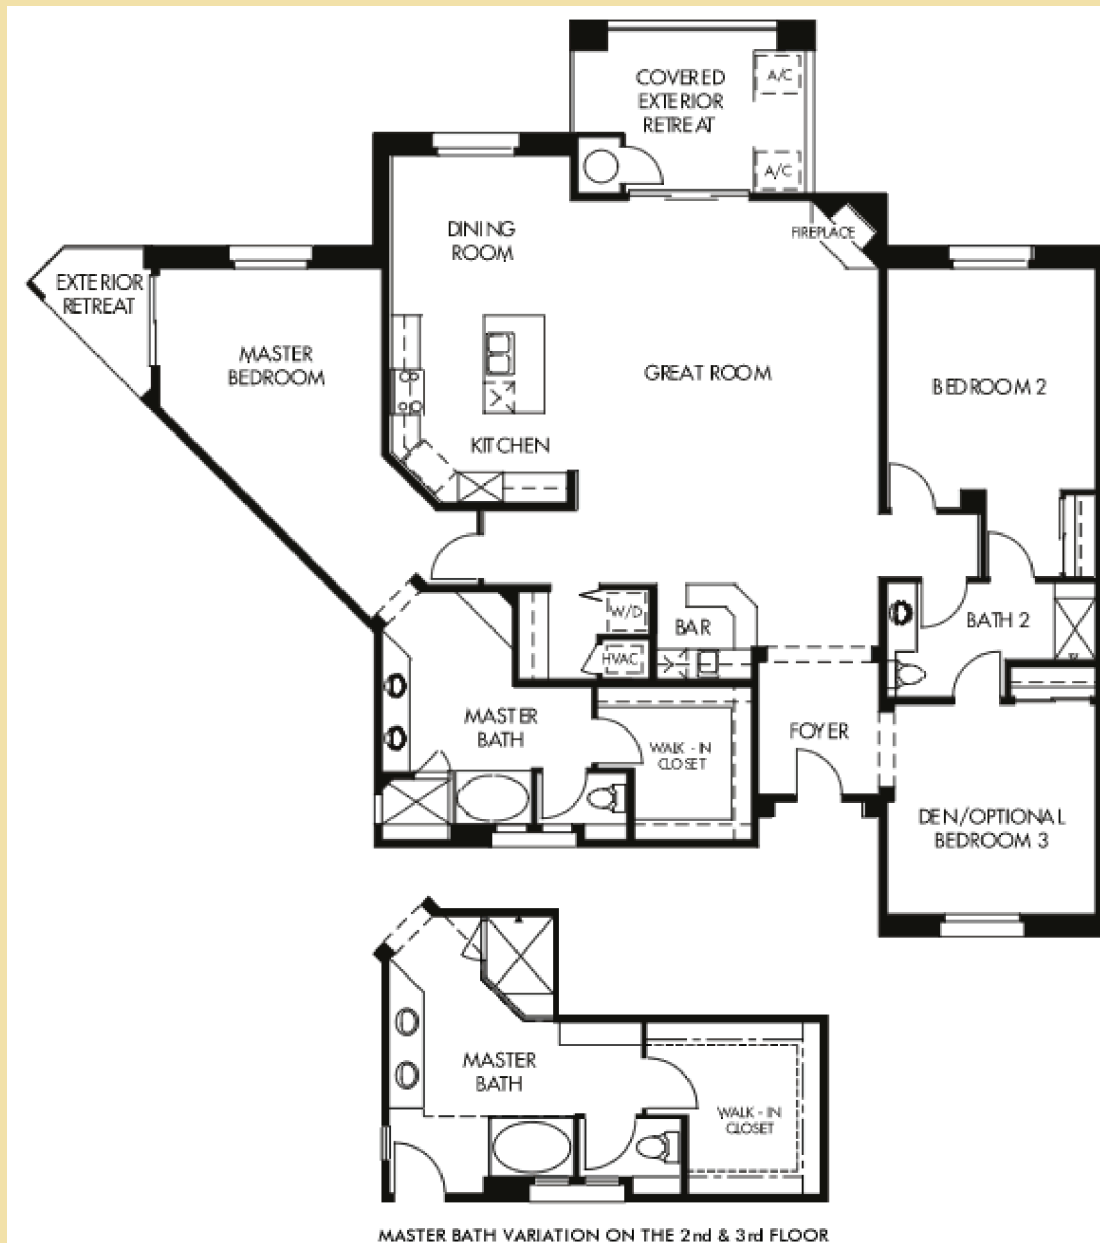 COVERED
EXTERIOR
RETREAT
A/C
A/C
DINING
ROOM
FIREPLACE
EXTERIOR
RETREAT
MASTER
BEDROOM
GREAT ROOM
BEDROOM 2
KITCHEN
W/D
BAR
BATH 2
HVAC
MASTER
BATH
WALK - IN
CLOSET
FOYER
DEN/OPTIONAL
BEDROOM 3
MASTER
BATH
WALK - IN
CLOSET
MASTER BATH VARIATION ON THE 2nd & 3rd FLOOR